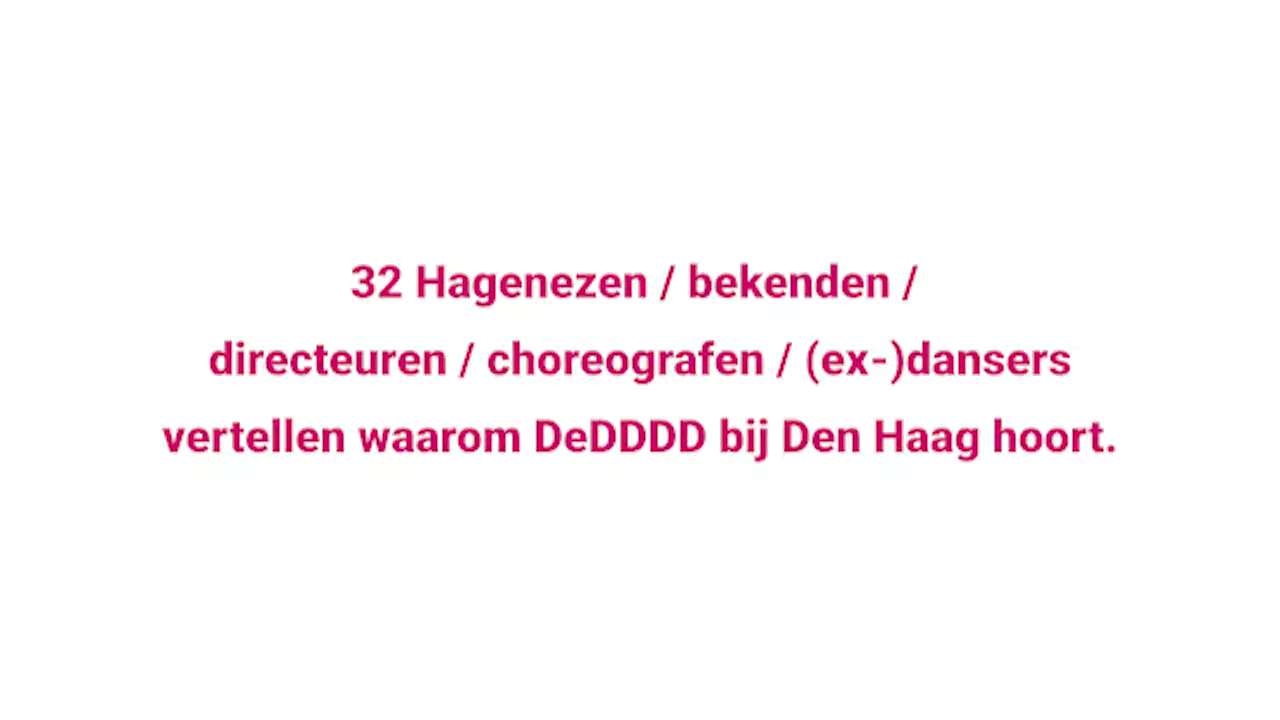 32 Hagenezen / bekenden /
directeuren / choreografen / (ex-)dansers
vertellen waarom DeDDDD bij Den Haag hoort.